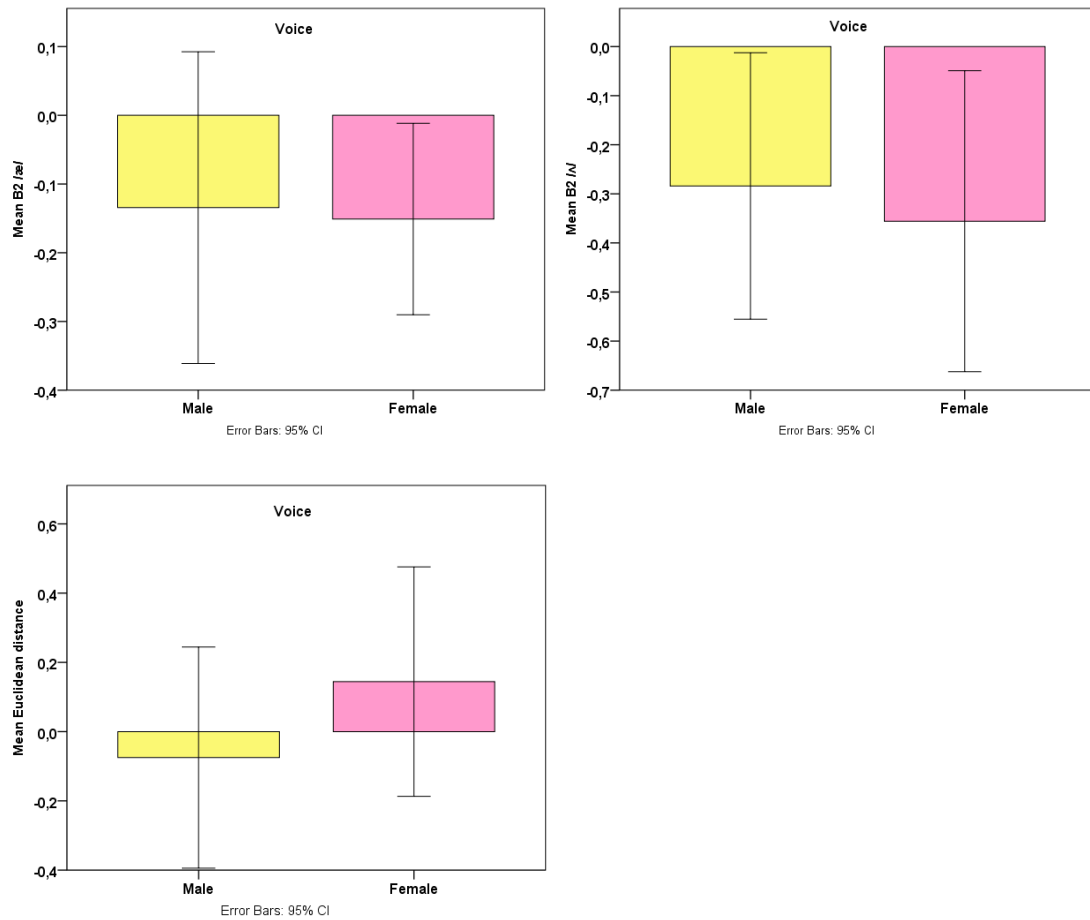 Voice
Mean B2 /æ/
0,1
0,0
-0,1
-0,2
-0,3
-0,4
Male Female
Error Bars: 95% CI
Voice
Mean B2 /ʌ/
0,0
-0,1
-0,2
-0,3
-0,4
-0,5
-0,6
-0,7
Male Female
Error Bars: 95% CI
Voice
Mean Euclidean distance
0,6
0,4
0,2
0,0
-0,2
-0,4
Male Female
Error Bars: 95% CI